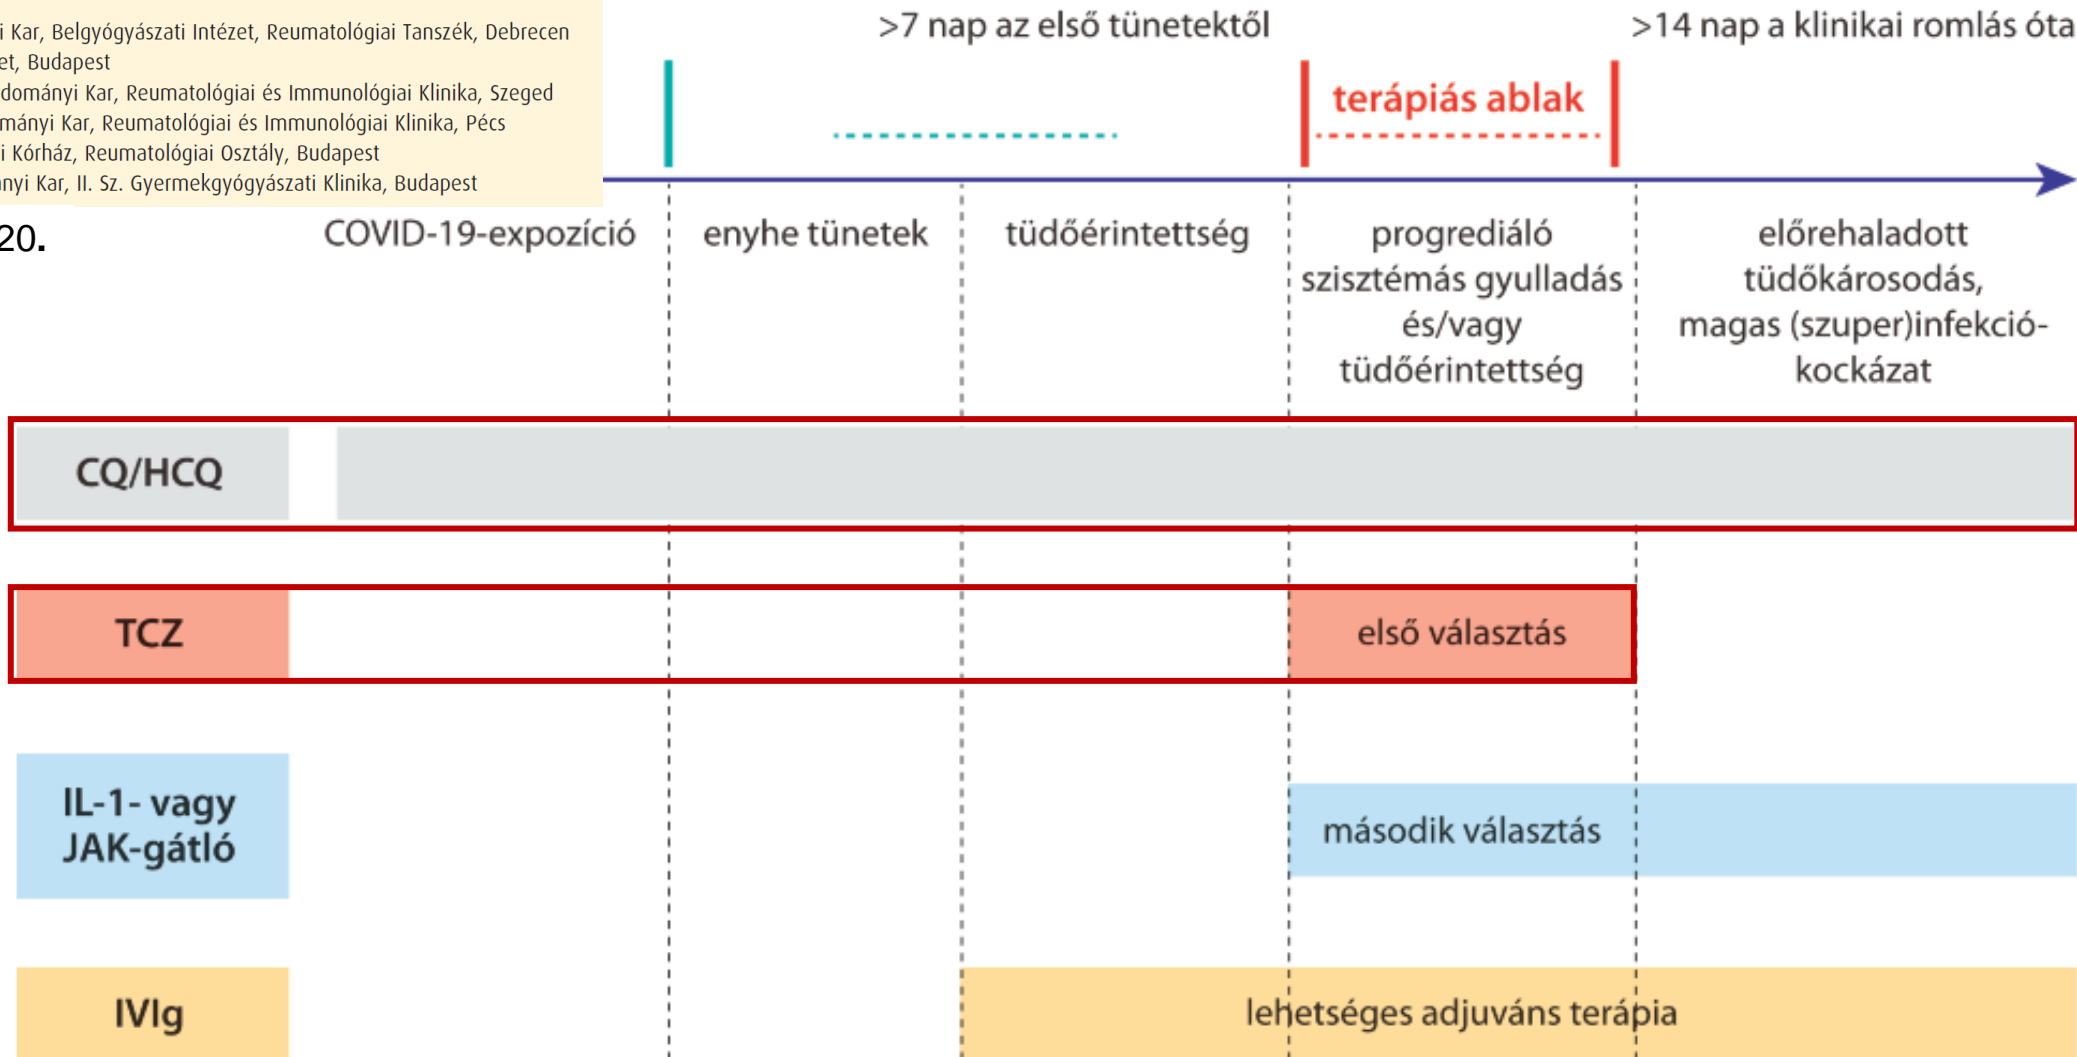 i Kar, Belgyógyászati Intézet, Reumatológiai Tanszék, Debrecen
et, Budapest
dományi Kar, Reumatológiai és Immunológiai Klinika, Szeged
mányi Kar, Reumatológiai és Immunológiai Klinika, Pécs
i Kórház, Reumatológiai Osztály, Budapest
nyi Kar, II. Sz. Gyermekgyógyászati Klinika, Budapest
20.
>7 nap az első tünetektől
>14 nap a klinikai romlás óta
terápiás ablak
COVID-19-expozíció
enyhe tünetek
tüdőérintettség
progrediáló
szisztémás gyulladás
és/vagy
tüdőérintettség
előrehaladott
tüdőkárosodás,
magas (szuper)infekció-
kockázat
CQ/HCQ
TCZ
első választás
IL-1- vagy
JAK-gátló
második választás
IVIg
lehetséges adjuváns terápia